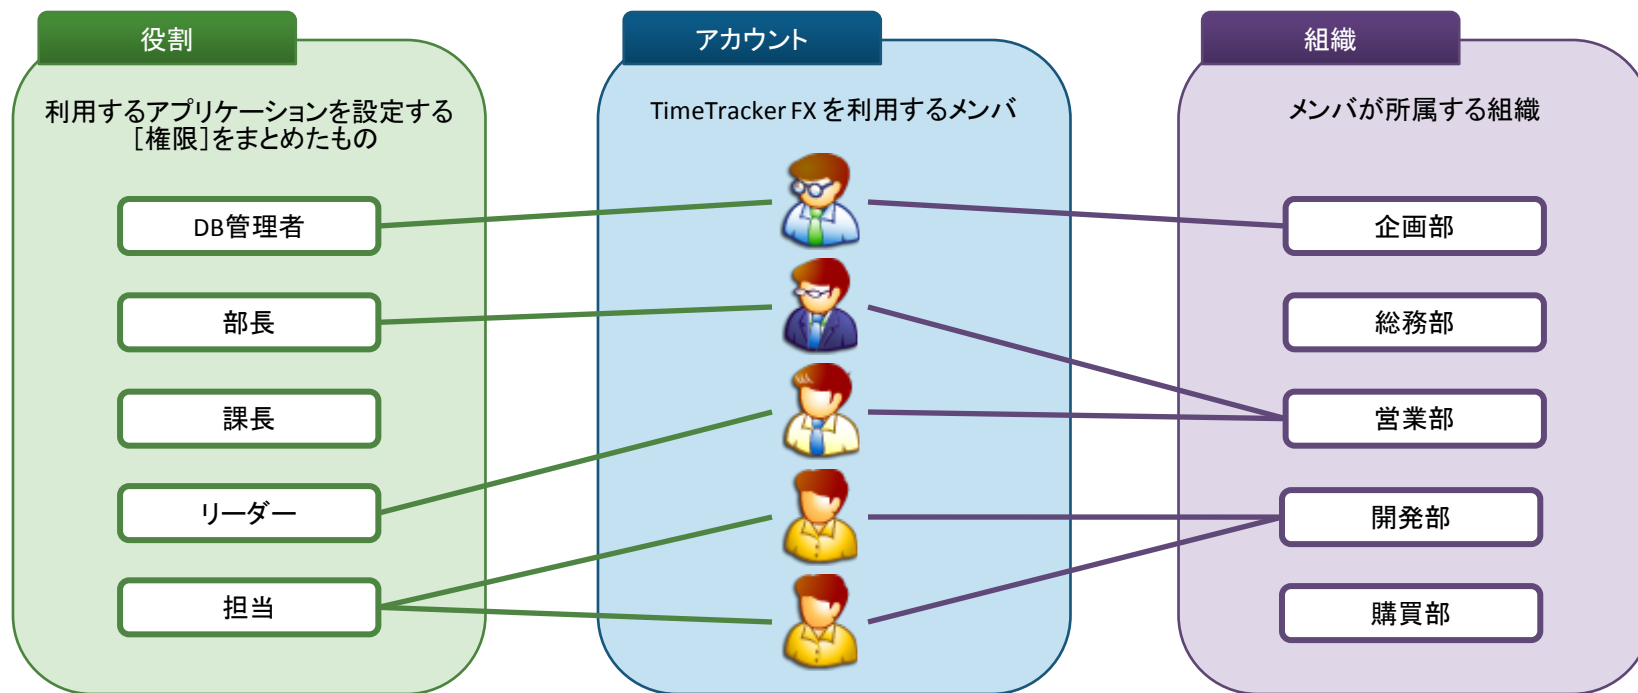 役割
利用するアプリケーションを設定する
[権限]をまとめたもの
DB管理者
部長
課長
リーダー
担当
アカウント
TimeTracker FX を利用するメンバ
組織
メンバが所属する組織
企画部
総務部
営業部
開発部
購買部